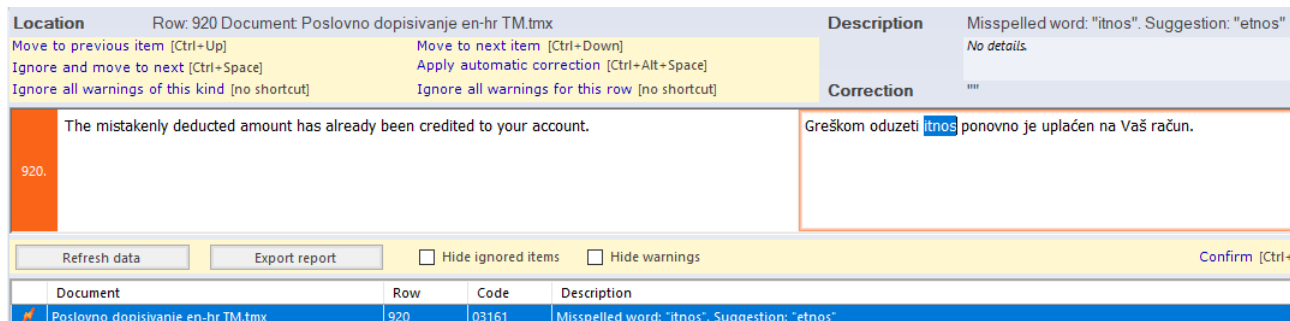 Location Row: 920 Document: Poslovno dopisivanje en-hr TM.tmx Description Misspelled word: "itnos". Suggestion: "etnos"
Move to previous item [Ctrl+Up] Move to next item [Ctrl+Down] No details.
Ignore and move to next [Ctrl+Space] Apply automatic correction [Ctrl+Alt+Space]
Ignore all warnings of this kind [no shortcut] Ignore all warnings for this row [no shortcut] Correction ""
The mistakenly deducted amount has already been credited to your account. Greškom oduzeti itnos ponovno je uplaćen na Vaš račun.
920.
Refresh data Export report Hide ignored items Hide warnings Confirm [Ctrl+
Document Row Code Description
Poslovno dopisivanje en-hr TM.tmx 920 03161 Misspelled word: "itnos". Suggestion: "etnos"